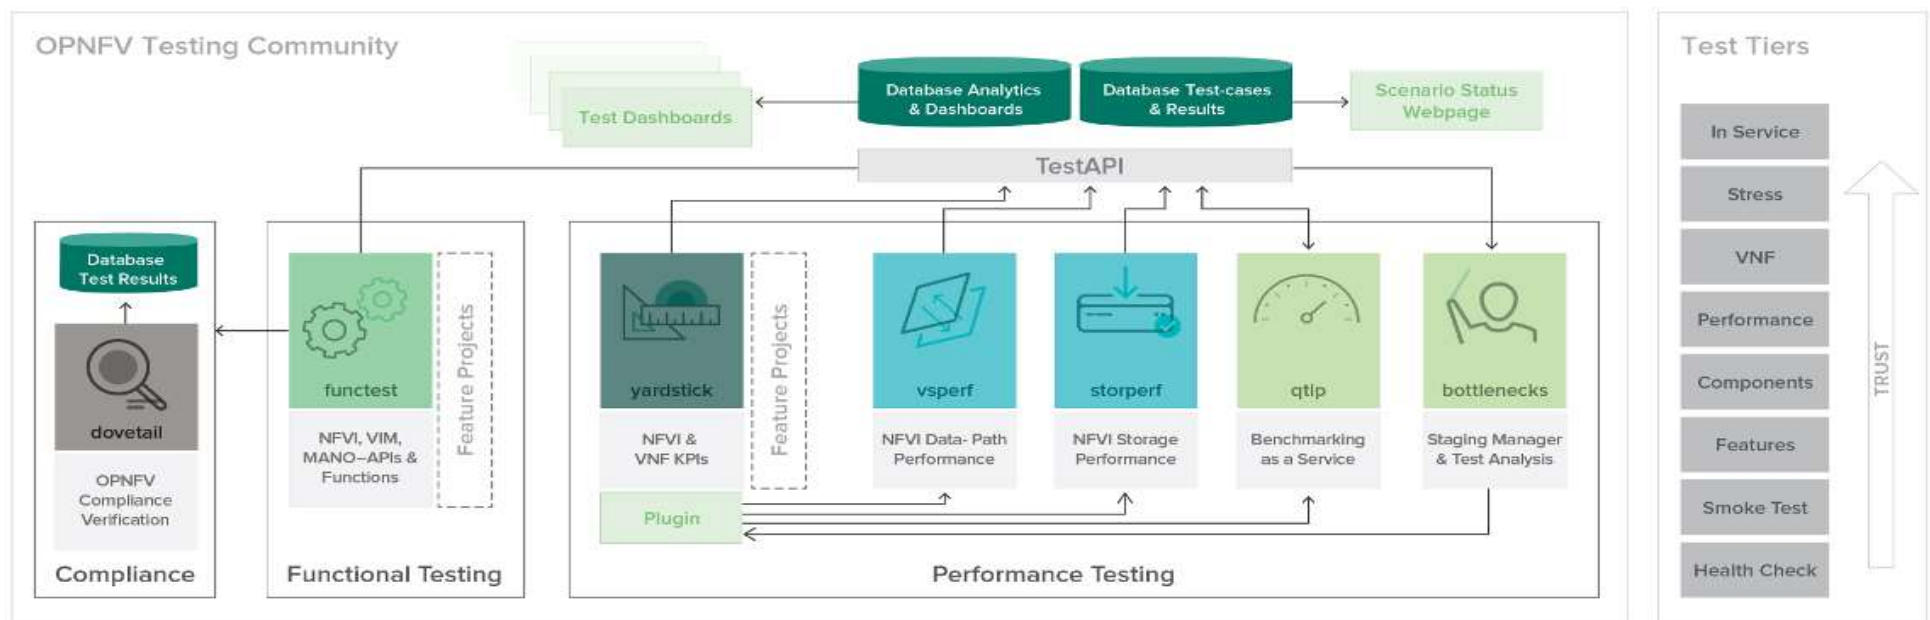 OPNFV Testing Community
Test Dashboards
Database Analytics
& Dashboards
Database Test-cases
& Results
Scenario Status
Webpage
TestAPI
Database
Test Results
dovetail
OPNFV
Compliance
Verification
Compliance
functest
NFVI, VIM,
MANO–APIs &
Functions
Feature Projects
Functional Testing
yardstick
NFVI &
VNF KPIs
Plugin
Feature Projects
vsperf
NFVI Data- Path
Performance
storperf
NFVI Storage
Performance
qtip
Benchmarking
as a Service
bottlenecks
Staging Manager
& Test Analysis
Performance Testing
Test Tiers
In Service
Stress
VNF
Performance
Components
Features
Smoke Test
Health Check
TRUST